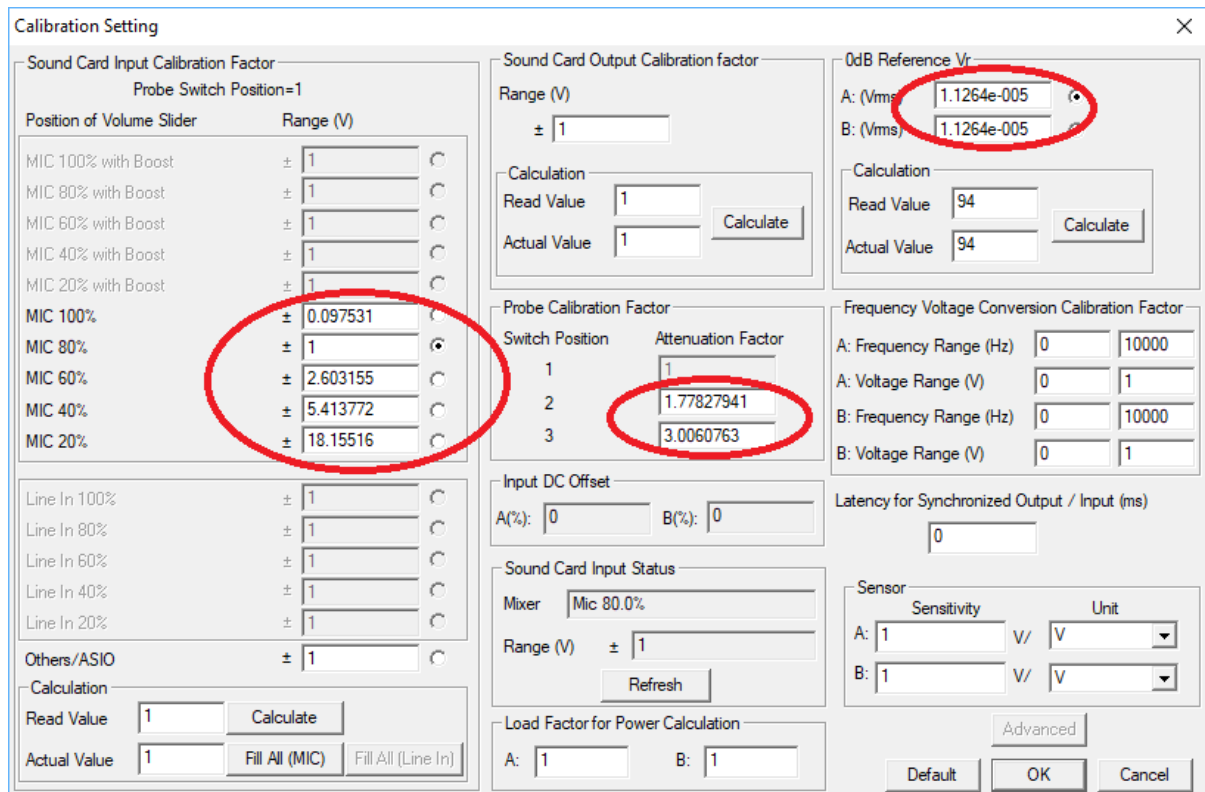 Calibration Setting
Sound Card Input Calibration Factor
Probe Switch Position=1
Position of Volume Slider Range (V)
MIC 100% with Boost ± 1
MIC 80% with Boost ± 1
MIC 60% with Boost ± 1
MIC 40% with Boost ± 1
MIC 20% with Boost ± 1
MIC 100% ± 0.097531
MIC 80% ± 1
MIC 60% ± 2.603155
MIC 40% ± 5.413772
MIC 20% ± 18.15516
Line In 100% ± 1
Line In 80% ± 1
Line In 60% ± 1
Line In 40% ± 1
Line In 20% ± 1
Others/ASIO ± 1
Calculation
Read Value 1 Calculate
Actual Value 1 Fill All (MIC) Fill All (Line In)
Sound Card Output Calibration factor
Range (V)
± 1
Calculation
Read Value 1
Calculate
Actual Value 1
Probe Calibration Factor
Switch Position Attenuation Factor
1 1
2 1.77827941
3 3.0060763
Input DC Offset
A(%): 0 B(%): 0
Sound Card Input Status
Mixer Mic 80.0%
Range (V) ± 1
Refresh
Load Factor for Power Calculation
A: 1 B: 1
0dB Reference Vr
A: (Vrms) 1.1264e-005
B: (Vrms) 1.1264e-005
Calculation
Read Value 94
Calculate
Actual Value 94
Frequency Voltage Conversion Calibration Factor
A: Frequency Range (Hz) 0 10000
A: Voltage Range (V) 0 1
B: Frequency Range (Hz) 0 10000
B: Voltage Range (V) 0 1
Latency for Synchronized Output / Input (ms)
0
Sensor
Sensitivity Unit
A: 1 V/ V
B: 1 V/ V
Advanced
Default OK Cancel